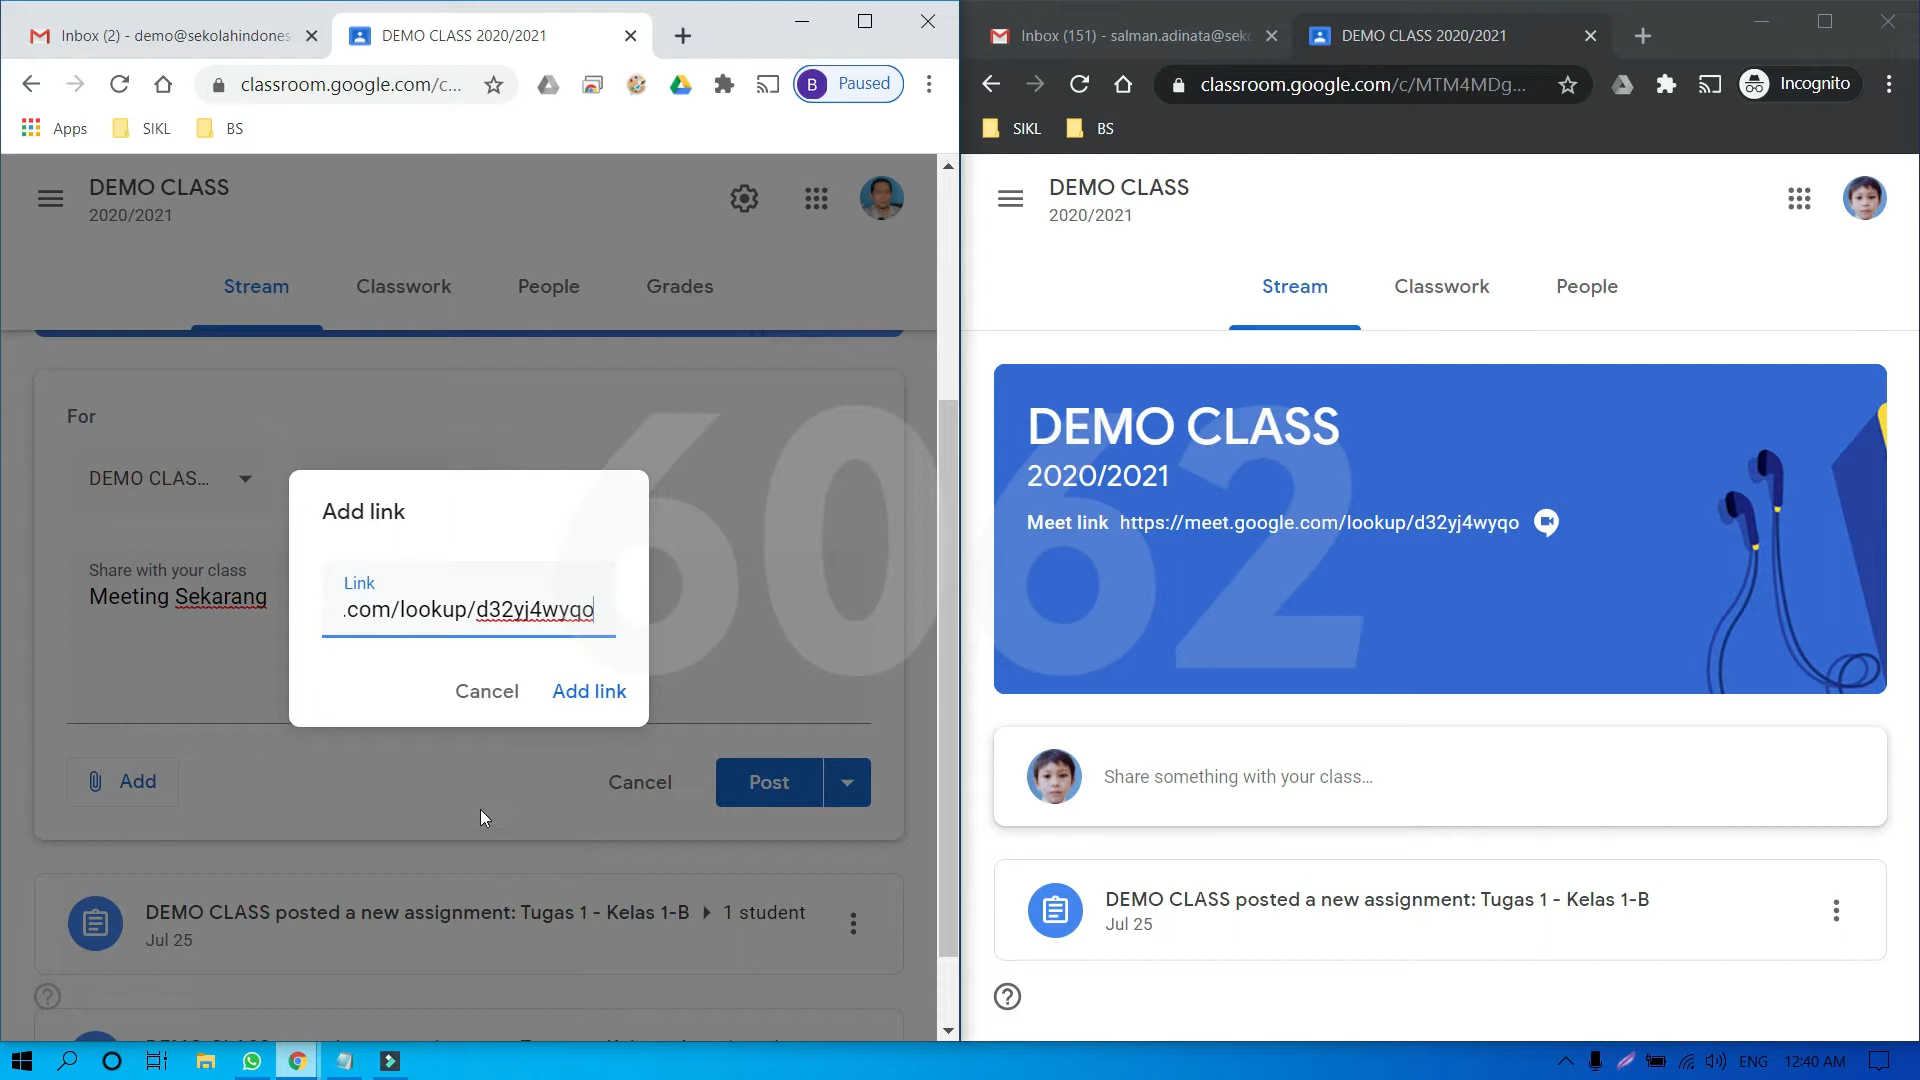 Inbox (2) - demo@sekolahindones
DEMO CLASS 2020/2021
classroom.google.com/c...
B
Paused
Apps
SIKL
BS
DEMO CLASS
2020/2021
Stream
Classwork
People
Grades
For
DEMO CLAS...
Share with your class
Meeting Sekarang
Add link
Link
.com/lookup/d32yj4wyqo
Cancel
Add link
Add
Cancel
Post
DEMO CLASS posted a new assignment: Tugas 1 - Kelas 1-B
1 student
Jul 25
Inbox (151) - salman.adinata@seko
DEMO CLASS 2020/2021
classroom.google.com/c/MTM4MDg...
Incognito
SIKL
BS
DEMO CLASS
2020/2021
Stream
Classwork
People
DEMO CLASS
2020/2021
Meet link https://meet.google.com/lookup/d32yj4wyqo
Share something with your class...
DEMO CLASS posted a new assignment: Tugas 1 - Kelas 1-B
Jul 25
6062
ENG
12:40 AM